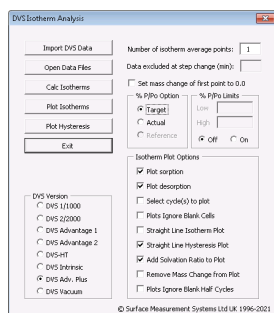 DVS Isotherm Analysis
Import DVS Data
Open Data Files
Calc Isotherms
Plot Isotherms
Plot Hysteresis
Exit
DVS Version
DVS 1/1000
DVS 2/2000
DVS Advantage 1
DVS Advantage 2
DVS-HT
DVS Intrinsic
DVS Adv. Plus
DVS Vacuum
Number of isotherm average points: 1
Data excluded at step change (min):
Set mass change of first point to 0.0
% P/Po Option
Target
Actual
Reference
% P/Po Limits
Low
High
Off On
Isotherm Plot Options
Plot sorption
Plot desorption
Select cycle(s) to plot
Plots Ignore Blank Cells
Straight Line Isotherm Plot
Straight Line Hysteresis Plot
Add Solvation Ratio to Plot
Remove Mass Change from Plot
Plots Ignore Blank Half Cycles
© Surface Measurement Systems Ltd UK 1996-2021